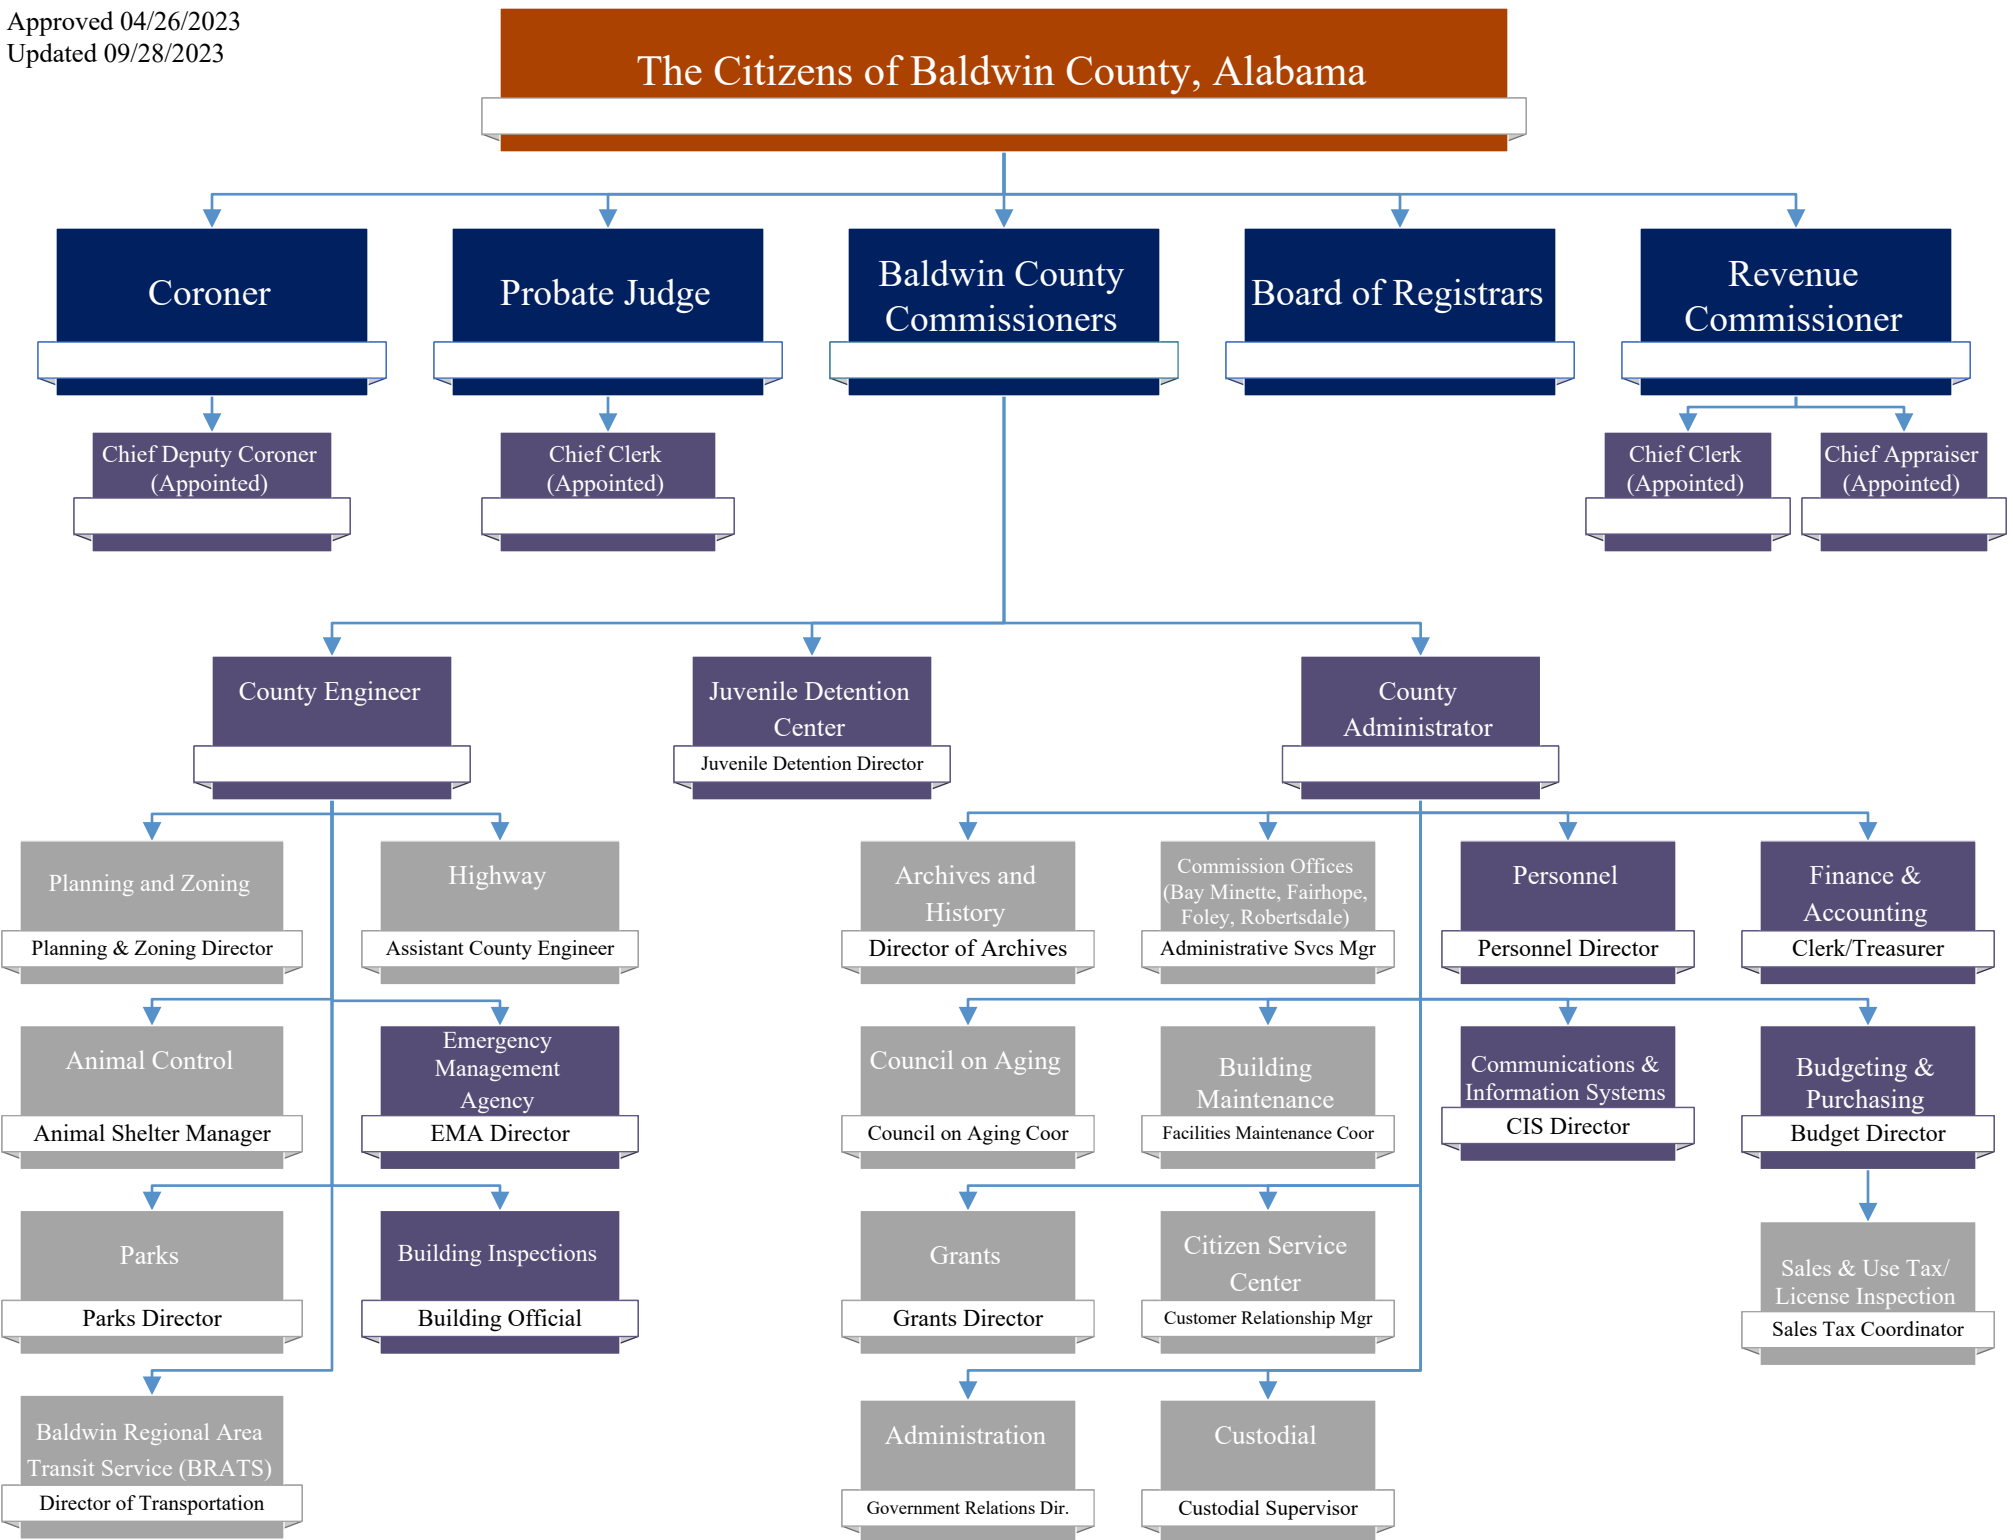 Approved 04/26/2023
Updated 09/28/2023
The Citizens of Baldwin County, Alabama
Coroner
Probate Judge
Baldwin County
Commissioners
Board of Registrars
Revenue
Commissioner
Chief Deputy Coroner
(Appointed)
Chief Clerk
(Appointed)
Chief Clerk
(Appointed)
Chief Appraiser
(Appointed)
County Engineer
Juvenile Detention
Center
Juvenile Detention Director
County
Administrator
Planning and Zoning
Planning & Zoning Director
Highway
Assistant County Engineer
Archives and
History
Director of Archives
Commission Offices
(Bay Minette, Fairhope,
Foley, Robertsdale)
Administrative Svcs Mgr
Personnel
Personnel Director
Finance &
Accounting
Clerk/Treasurer
Animal Control
Animal Shelter Manager
Emergency
Management
Agency
EMA Director
Council on Aging
Council on Aging Coor
Building
Maintenance
Facilities Maintenance Coor
Communications &
Information Systems
CIS Director
Budgeting &
Purchasing
Budget Director
Parks
Parks Director
Building Inspections
Building Official
Grants
Grants Director
Citizen Service
Center
Customer Relationship Mgr
Sales & Use Tax/
License Inspection
Sales Tax Coordinator
Baldwin Regional Area
Transit Service (BRATS)
Director of Transportation
Administration
Government Relations Dir.
Custodial
Custodial Supervisor